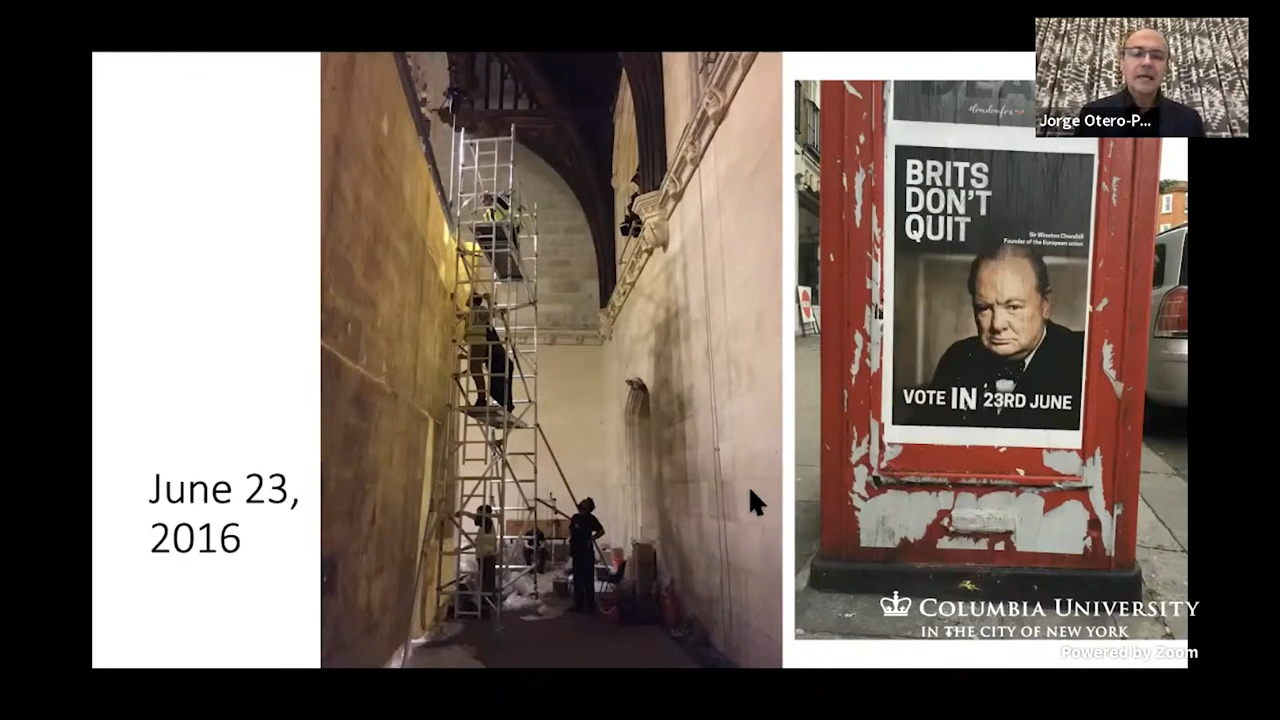 Jorge Otero-P...
June 23,
2016
#londonfrs
BRITS
DON'T
QUIT
Sir Winston Churchill
Founder of the European union
VOTE IN 23RD JUNE
COLUMBIA UNIVERSITY
IN THE CITY OF NEW YORK
Powered by Zoom